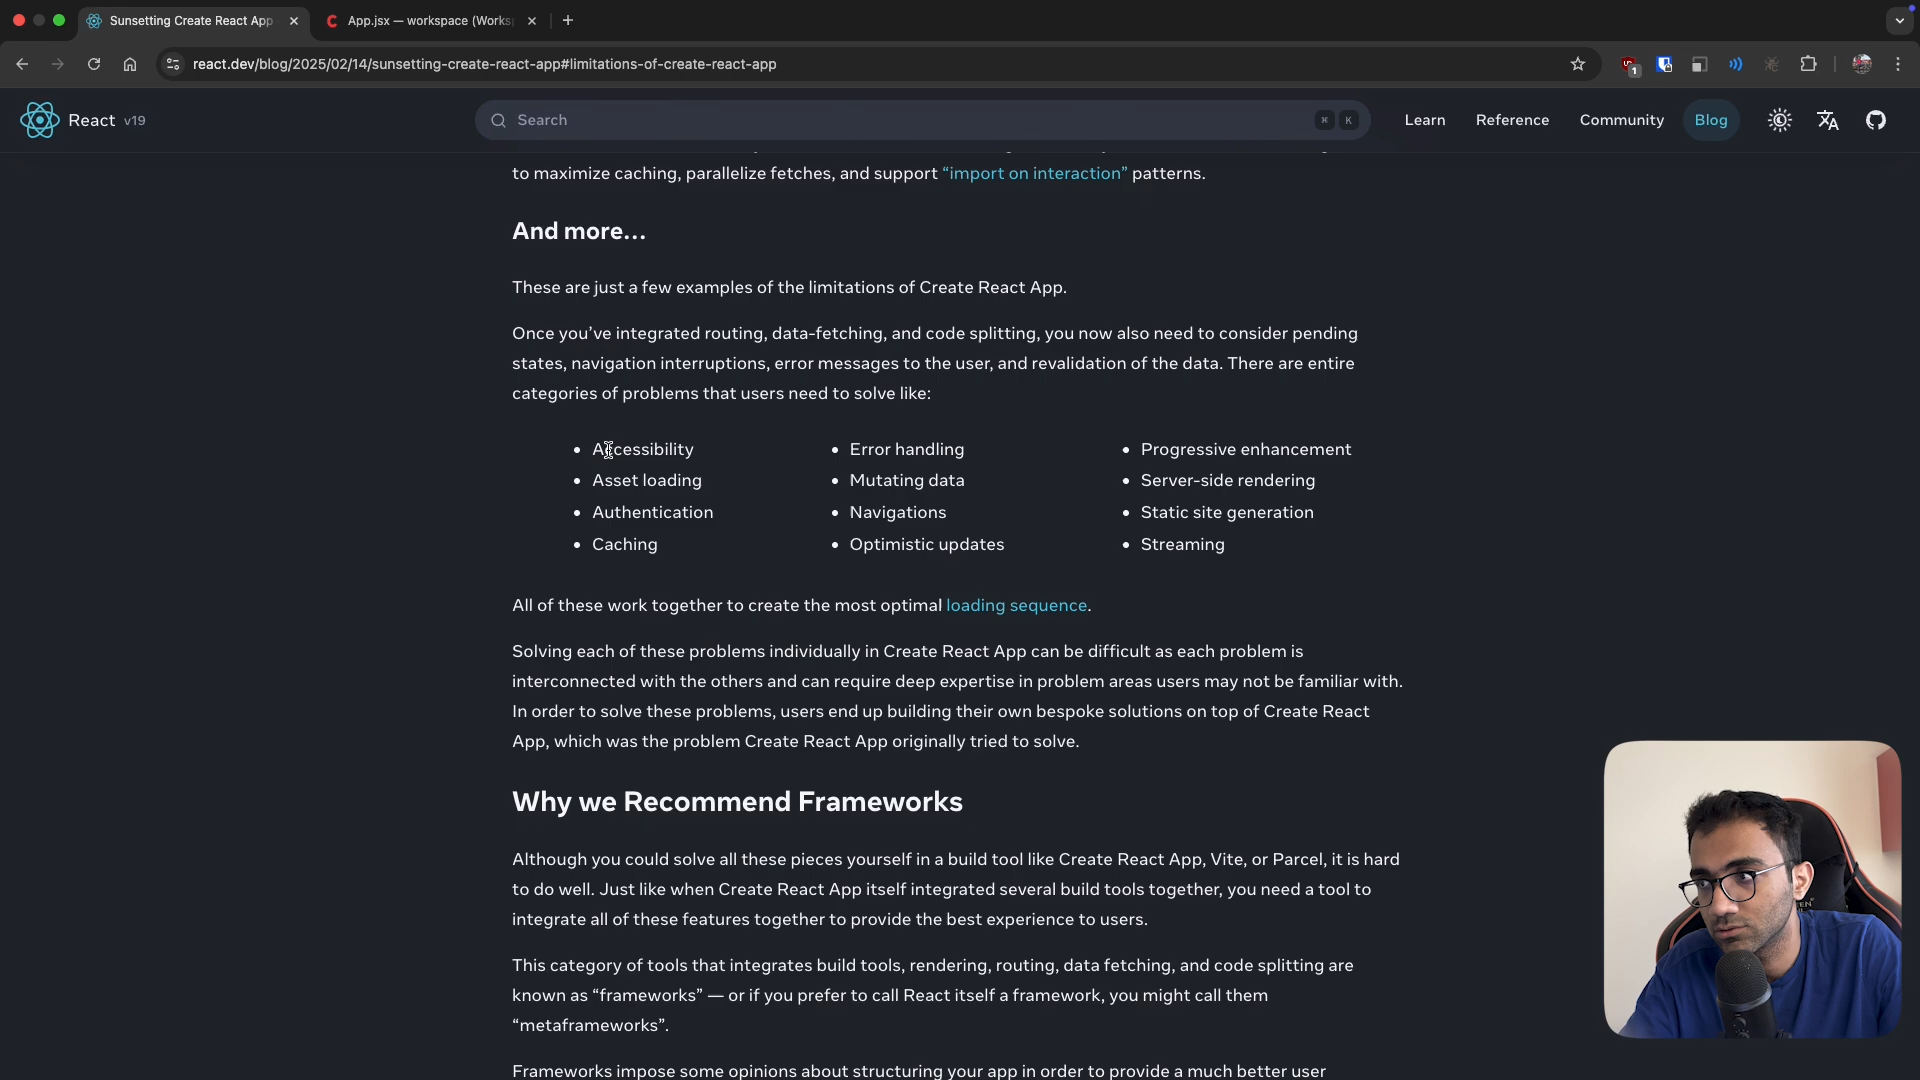 Sunsetting Create React App
App.jsx — workspace (Works
react.dev/blog/2025/02/14/sunsetting-create-react-app#limitations-of-create-react-app
1
React v19
Search
⌘ K
Learn
Reference
Community
Blog
to maximize caching, parallelize fetches, and support “import on interaction” patterns.
And more…
These are just a few examples of the limitations of Create React App.
Once you’ve integrated routing, data-fetching, and code splitting, you now also need to consider pending
states, navigation interruptions, error messages to the user, and revalidation of the data. There are entire
categories of problems that users need to solve like:
• Accessibility
• Asset loading
• Authentication
• Caching
• Error handling
• Mutating data
• Navigations
• Optimistic updates
• Progressive enhancement
• Server-side rendering
• Static site generation
• Streaming
All of these work together to create the most optimal loading sequence.
Solving each of these problems individually in Create React App can be difficult as each problem is
interconnected with the others and can require deep expertise in problem areas users may not be familiar with.
In order to solve these problems, users end up building their own bespoke solutions on top of Create React
App, which was the problem Create React App originally tried to solve.
Why we Recommend Frameworks
Although you could solve all these pieces yourself in a build tool like Create React App, Vite, or Parcel, it is hard
to do well. Just like when Create React App itself integrated several build tools together, you need a tool to
integrate all of these features together to provide the best experience to users.
This category of tools that integrates build tools, rendering, routing, data fetching, and code splitting are
known as “frameworks” — or if you prefer to call React itself a framework, you might call them
“metaframeworks”.
Frameworks impose some opinions about structuring your app in order to provide a much better user